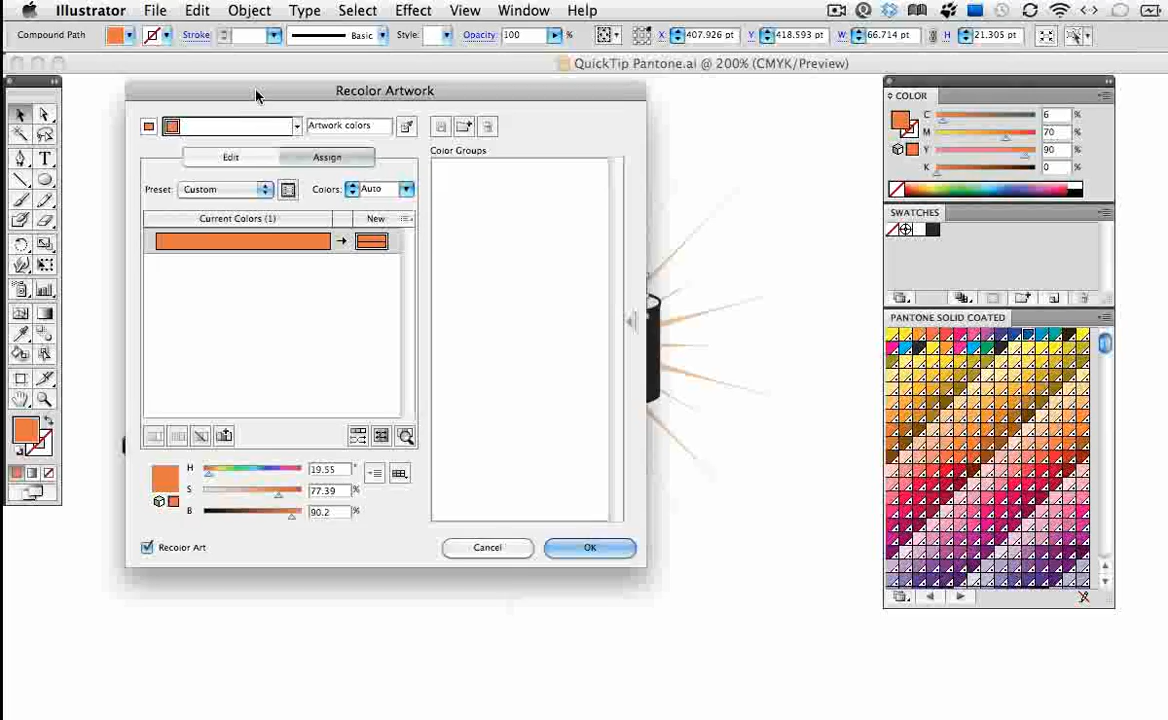 Illustrator File Edit Object Type Select Effect View Window Help
Compound Path Stroke Basic Style: Opacity: 100 % X: 407.926 pt Y: 418.593 pt W: 66.714 pt H 21.305 pt
QuickTip Pantone.ai @ 200% (CMYK/Preview)
Recolor Artwork
Artwork colors
Edit Assign
Preset: Custom Colors: Auto
Current Colors (1) New
H 19.55 °
S 77.39 %
B 90.2 %
Recolor Art
Color Groups
Cancel OK
COLOR
C 6 %
M 70 %
Y 90 %
K 0 %
SWATCHES
PANTONE SOLID COATED